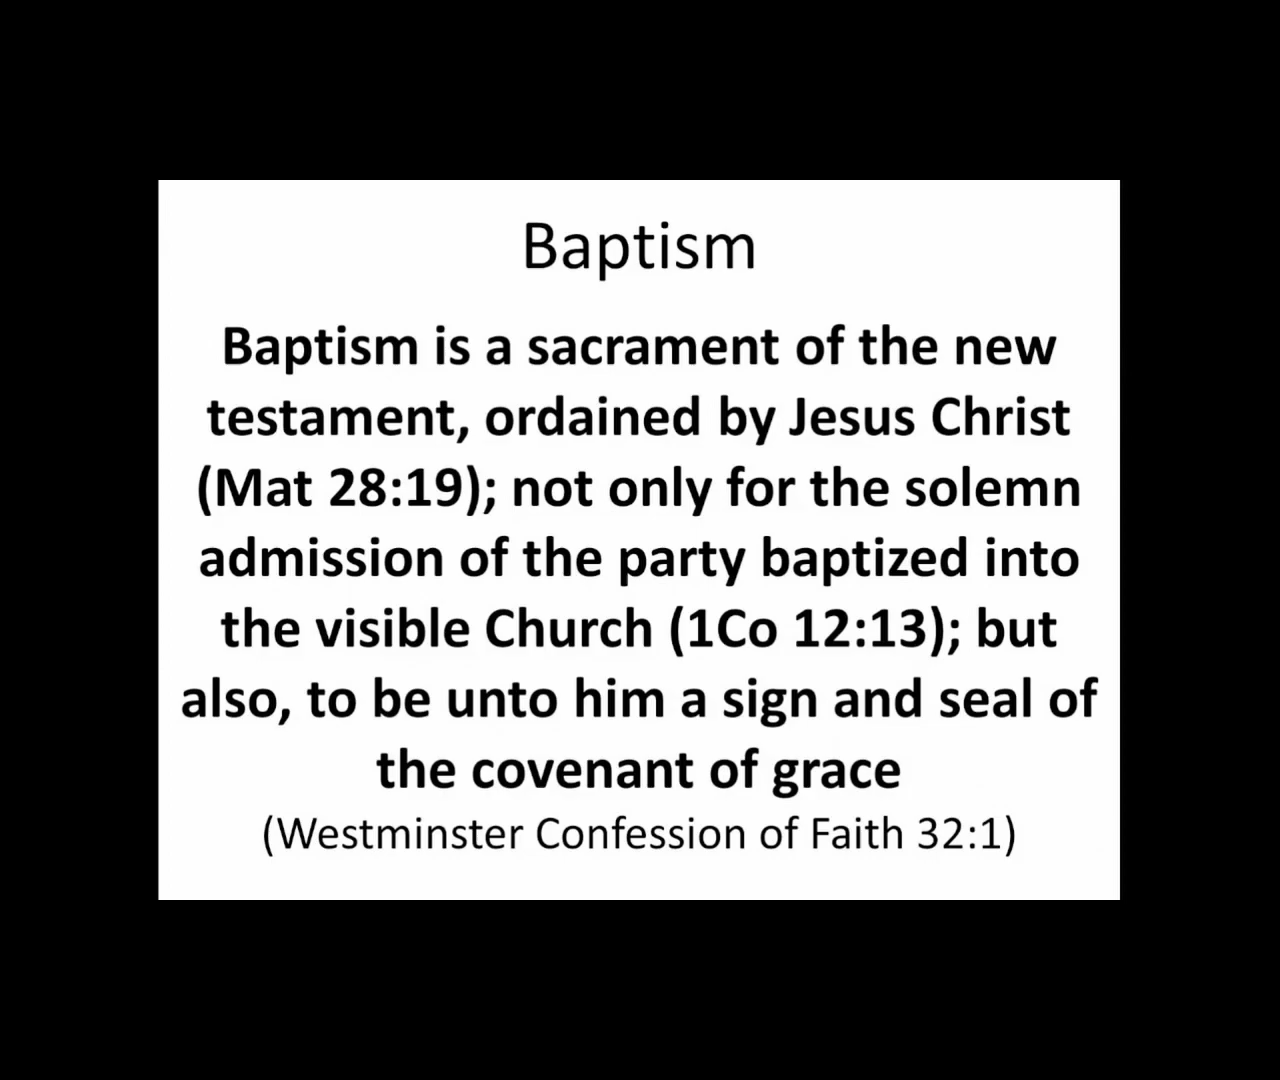 Baptism
Baptism is a sacrament of the new
testament, ordained by Jesus Christ
(Mat 28:19); not only for the solemn
admission of the party baptized into
the visible Church (1Co 12:13); but
also, to be unto him a sign and seal of
the covenant of grace
(Westminster Confession of Faith 32:1)